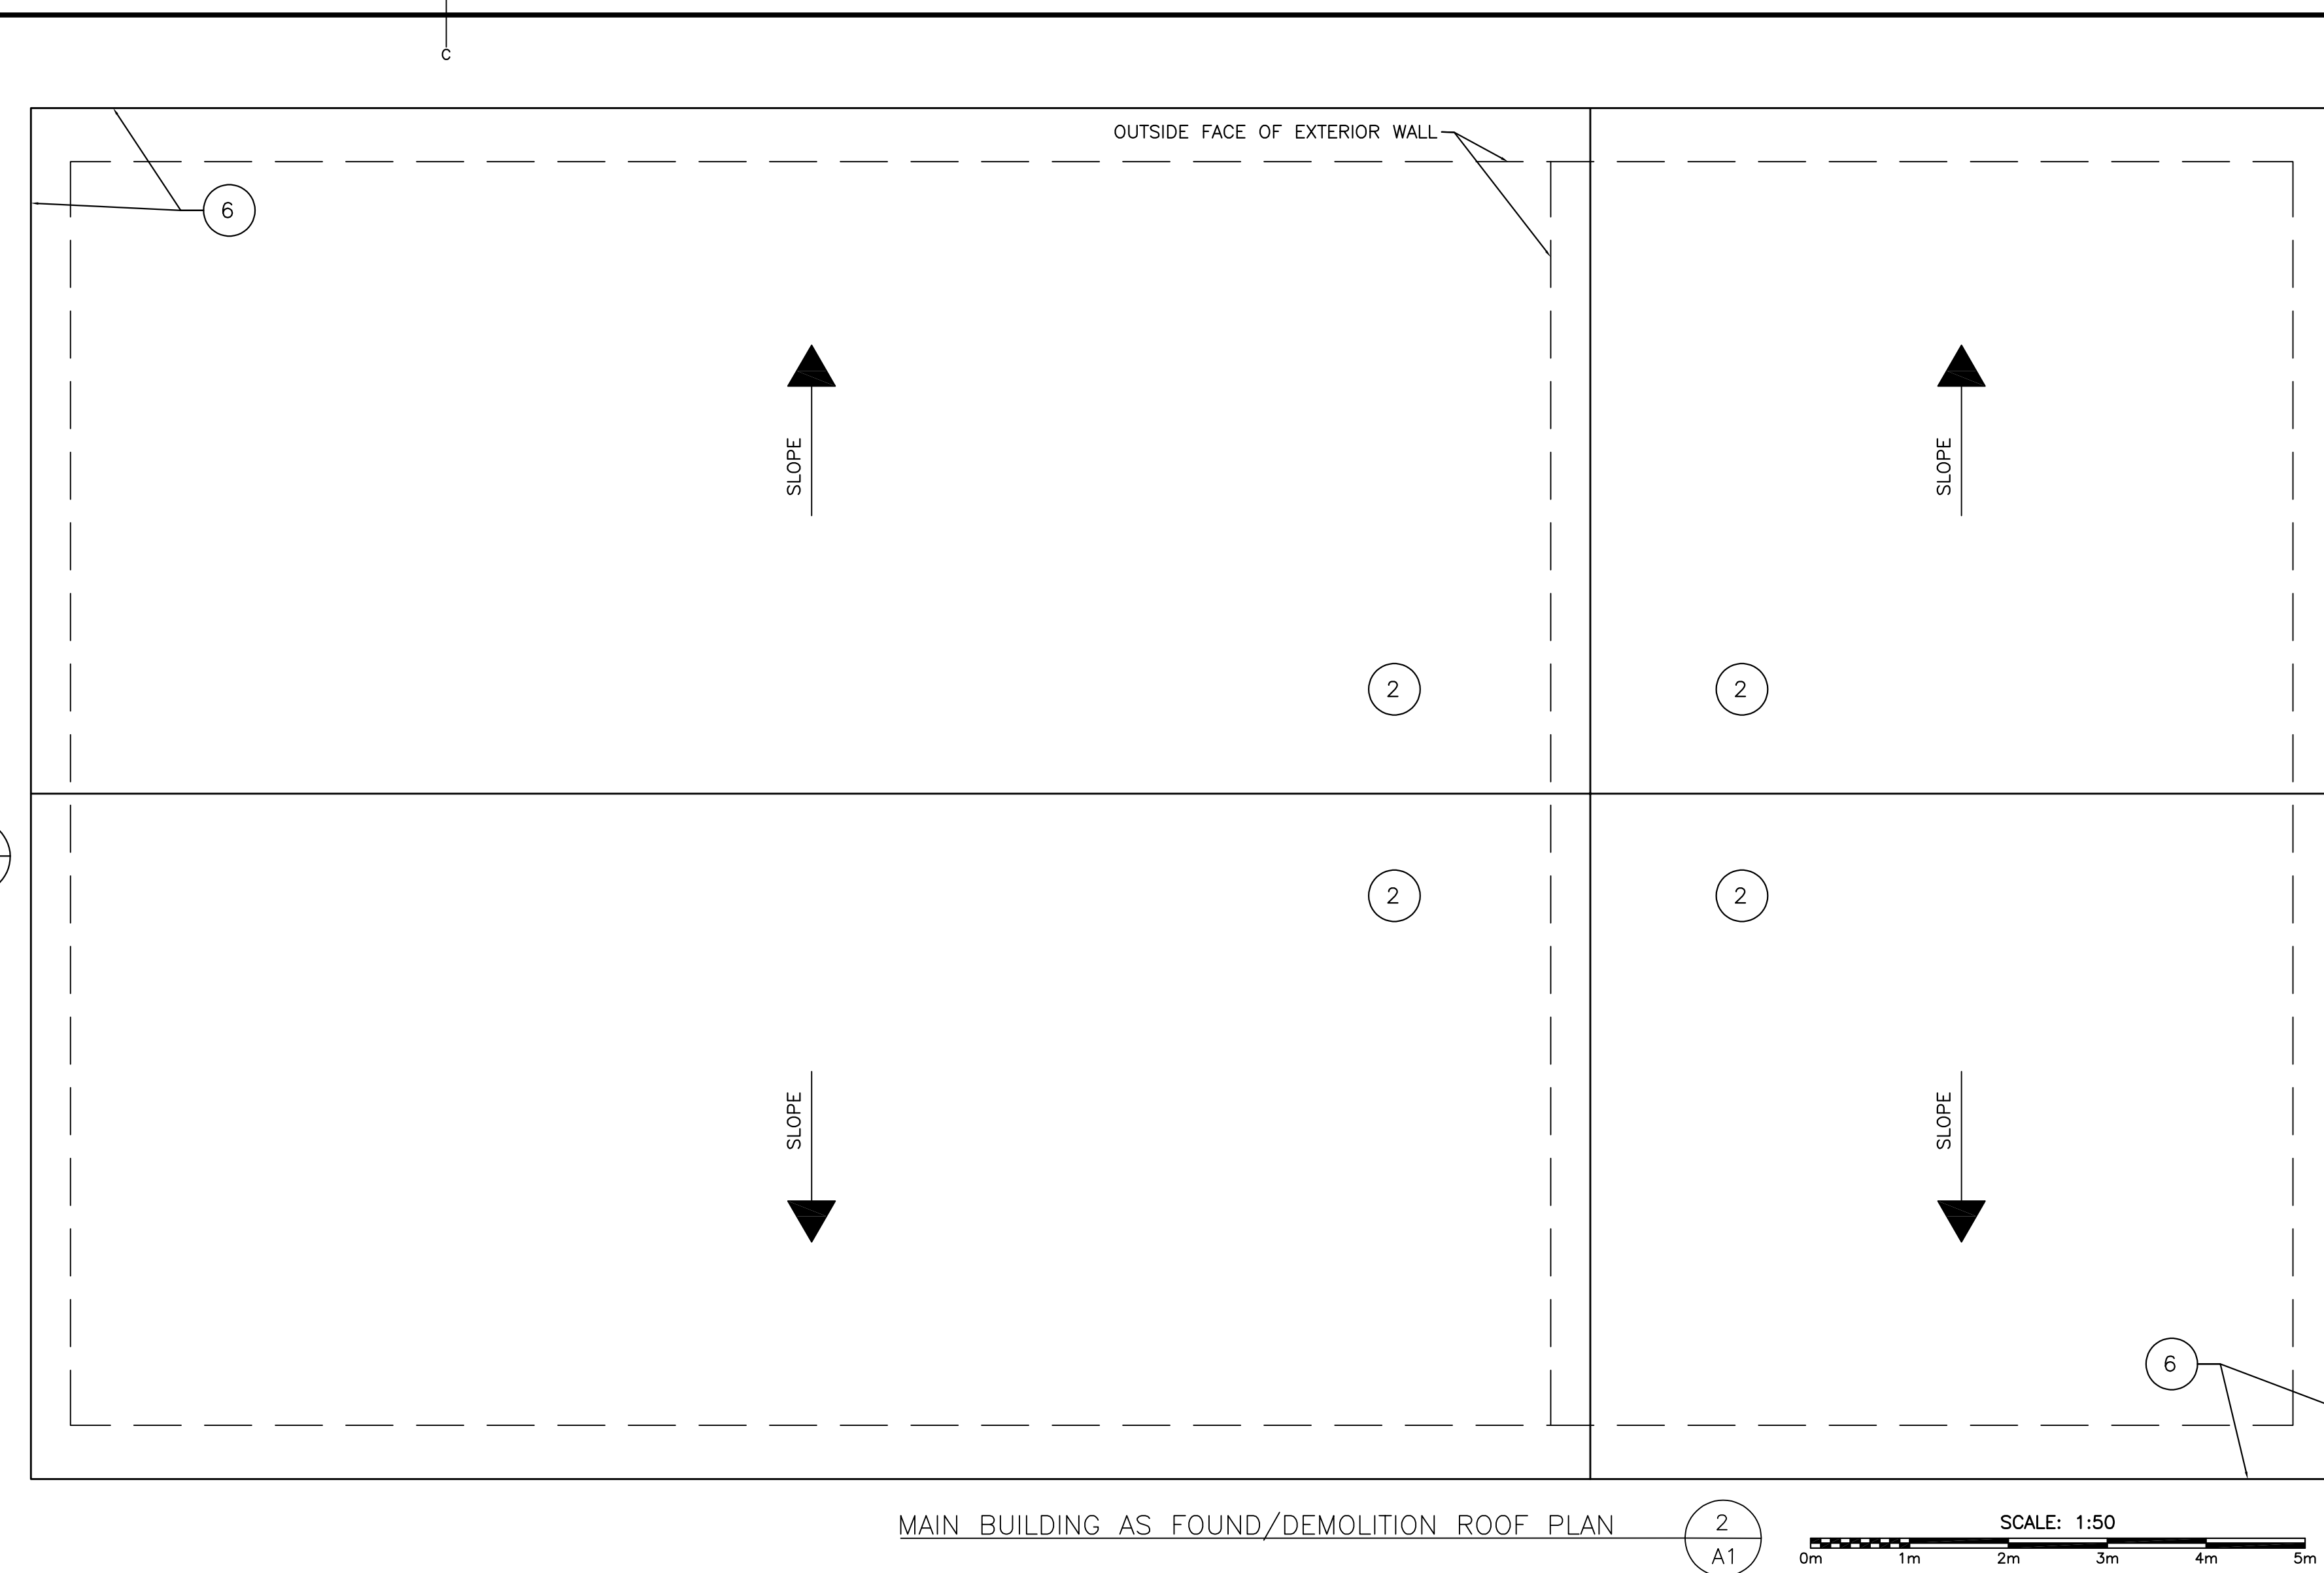 C
OUTSIDE FACE OF EXTERIOR WALL
6
SLOPE
SLOPE
2
2
2
2
SLOPE
SLOPE
6
MAIN BUILDING AS FOUND/DEMOLITION ROOF PLAN
2
A1
SCALE: 1:50
0m 1m 2m 3m 4m 5m